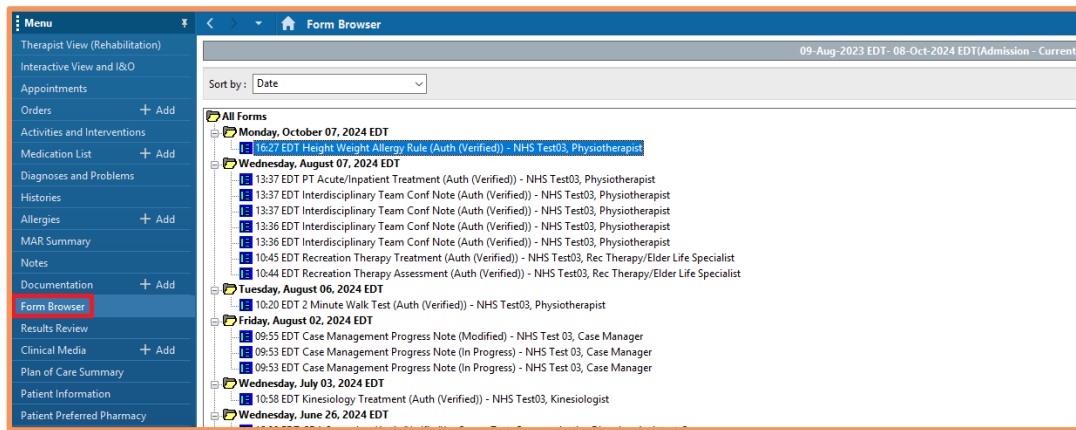 Menu
Therapist View (Rehabilitation)
Interactive View and I&O
Appointments
Orders + Add
Activities and Interventions
Medication List + Add
Diagnoses and Problems
Histories
Allergies + Add
MAR Summary
Notes
Documentation + Add
Form Browser
Results Review
Clinical Media + Add
Plan of Care Summary
Patient Information
Patient Preferred Pharmacy
Form Browser
09-Aug-2023 EDT- 08-Oct-2024 EDT(Admission - Current
Sort by : Date
All Forms
Monday, October 07, 2024 EDT
16:27 EDT Height Weight Allergy Rule (Auth (Verified)) - NHS Test03, Physiotherapist
Wednesday, August 07, 2024 EDT
13:37 EDT PT Acute/Inpatient Treatment (Auth (Verified)) - NHS Test03, Physiotherapist
13:37 EDT Interdisciplinary Team Conf Note (Auth (Verified)) - NHS Test03, Physiotherapist
13:37 EDT Interdisciplinary Team Conf Note (Auth (Verified)) - NHS Test03, Physiotherapist
13:36 EDT Interdisciplinary Team Conf Note (Auth (Verified)) - NHS Test03, Physiotherapist
13:36 EDT Interdisciplinary Team Conf Note (Auth (Verified)) - NHS Test03, Physiotherapist
10:45 EDT Recreation Therapy Treatment (Auth (Verified)) - NHS Test03, Rec Therapy/Elder Life Specialist
10:44 EDT Recreation Therapy Assessment (Auth (Verified)) - NHS Test03, Rec Therapy/Elder Life Specialist
Tuesday, August 06, 2024 EDT
10:20 EDT 2 Minute Walk Test (Auth (Verified)) - NHS Test03, Physiotherapist
Friday, August 02, 2024 EDT
09:55 EDT Case Management Progress Note (Modified) - NHS Test 03, Case Manager
09:53 EDT Case Management Progress Note (In Progress) - NHS Test 03, Case Manager
09:53 EDT Case Management Progress Note (In Progress) - NHS Test 03, Case Manager
Wednesday, July 03, 2024 EDT
10:58 EDT Kinesiology Treatment (Auth (Verified)) - NHS Test03, Kinesiologist
Wednesday, June 26, 2024 EDT